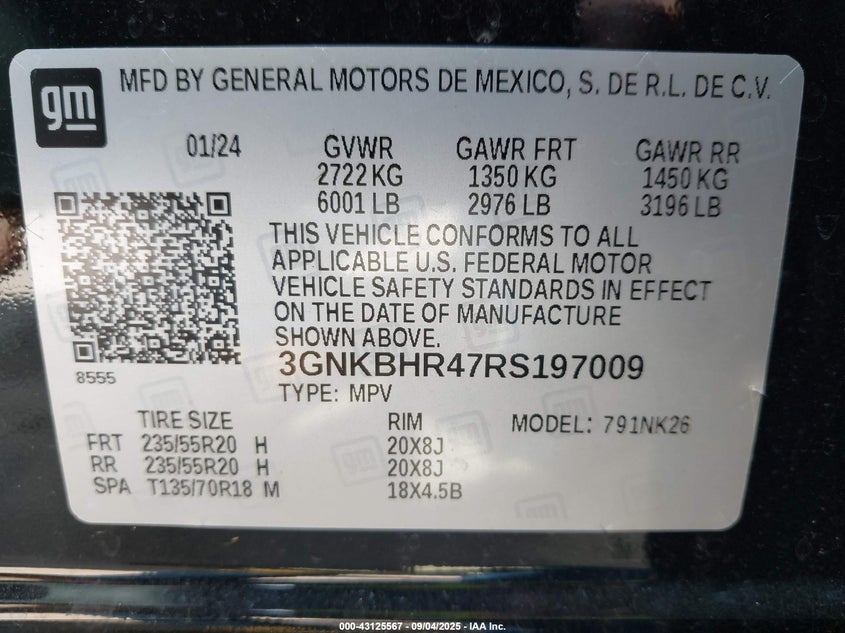 gm
MFD BY GENERAL MOTORS DE MEXICO, S. DE R.L. DE C.V.
01/24 GVWR GAWR FRT GAWR RR
2722 KG 1350 KG 1450 KG
6001 LB 2976 LB 3196 LB
THIS VEHICLE CONFORMS TO ALL
APPLICABLE U.S. FEDERAL MOTOR
VEHICLE SAFETY STANDARDS IN EFFECT
ON THE DATE OF MANUFACTURE
SHOWN ABOVE.
3GNKBHR47RS197009
8555
TYPE: MPV
TIRE SIZE RIM MODEL: 791NK26
FRT 235/55R20 H 20X8J
RR 235/55R20 H 20X8J
SPA T135/70R18 M 18X4.5B
000-43125567 - 09/04/2025 - IAA Inc.